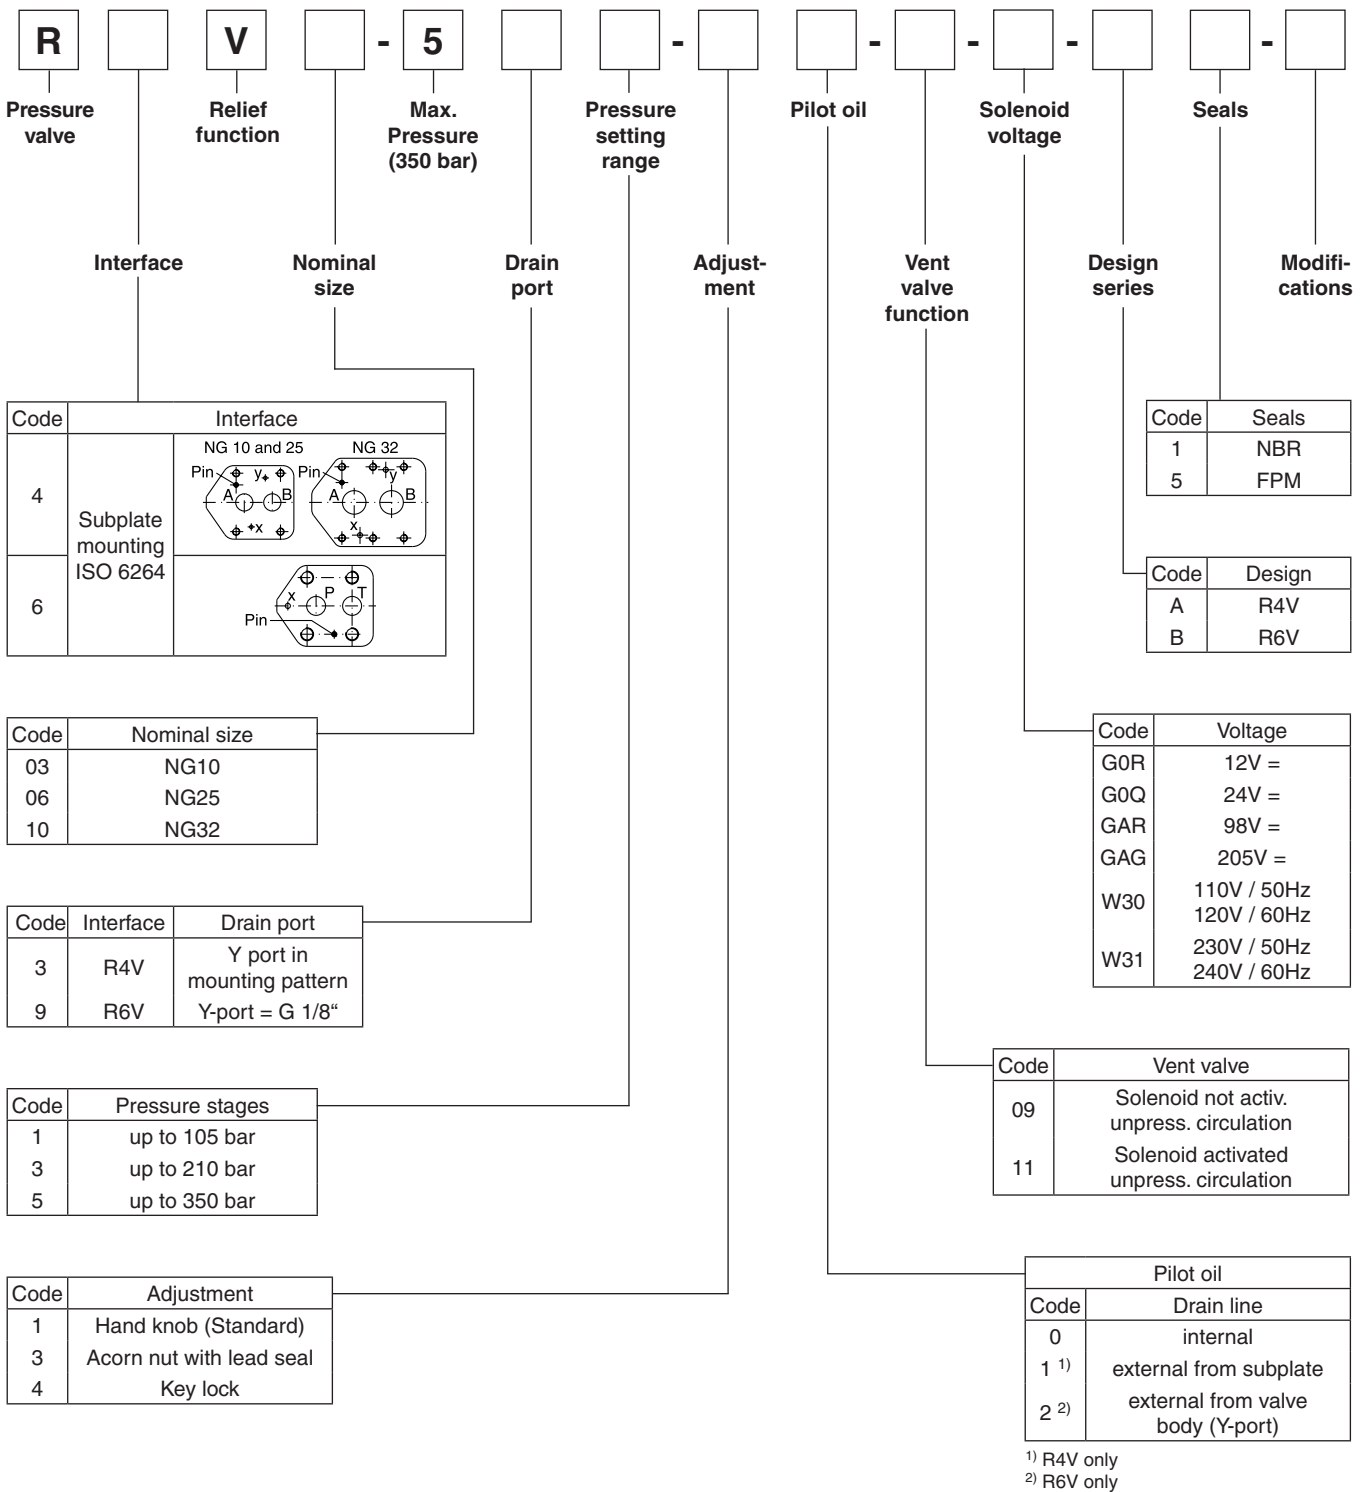 R V - 5 - - - - -
Pressure valve
Relief function
Max. Pressure (350 bar)
Pressure setting range
Pilot oil
Solenoid voltage
Seals
Interface
Nominal size
Drain port
Adjust- ment
Vent valve function
Design series
Modifi- cations
Code Interface
4
Subplate mounting ISO 6264
NG 10 and 25
Pin
y
A
B
x
NG 32
Pin
y
A
B
x
6
x
P
T
Pin
Code Seals
1 NBR
5 FPM
Code Design
A R4V
B R6V
Code Nominal size
03 NG10
06 NG25
10 NG32
Code Voltage
G0R 12V =
G0Q 24V =
GAR 98V =
GAG 205V =
W30 110V / 50Hz
120V / 60Hz
W31 230V / 50Hz
240V / 60Hz
Code Interface Drain port
3 R4V Y port in
mounting pattern
9 R6V Y-port = G 1/8“
Code Vent valve
09 Solenoid not activ.
unpress. circulation
11 Solenoid activated
unpress. circulation
Code Pressure stages
1 up to 105 bar
3 up to 210 bar
5 up to 350 bar
Code Adjustment
1 Hand knob (Standard)
3 Acorn nut with lead seal
4 Key lock
Pilot oil
Code Drain line
0 internal
1 1) external from subplate
2 2) external from valve
body (Y-port)
1) R4V only
2) R6V only